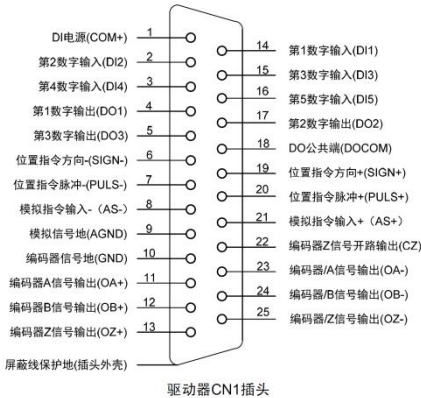 DI电源(COM+) 1
第2数字输入(DI2) 2
第4数字输入(DI4) 3
第1数字输出(DO1) 4
第3数字输出(DO3) 5
位置指令方向-(SIGN-) 6
位置指令脉冲-(PULS-) 7
模拟指令输入-（AS-） 8
模拟信号地(AGND) 9
编码器信号地(GND) 10
编码器A信号输出(OA+) 11
编码器B信号输出(OB+) 12
编码器Z信号输出(OZ+) 13
屏蔽线保护地(插头外壳)
14 第1数字输入(DI1)
15 第3数字输入(DI3)
16 第5数字输入(DI5)
17 第2数字输出(DO2)
18 DO公共端(DOCOM)
19 位置指令方向+(SIGN+)
20 位置指令脉冲+(PULS+)
21 模拟指令输入+（AS+）
22 编码器Z信号开路输出(CZ)
23 编码器/A信号输出(OA-)
24 编码器/B信号输出(OB-)
25 编码器/Z信号输出(OZ-)
驱动器CN1插头